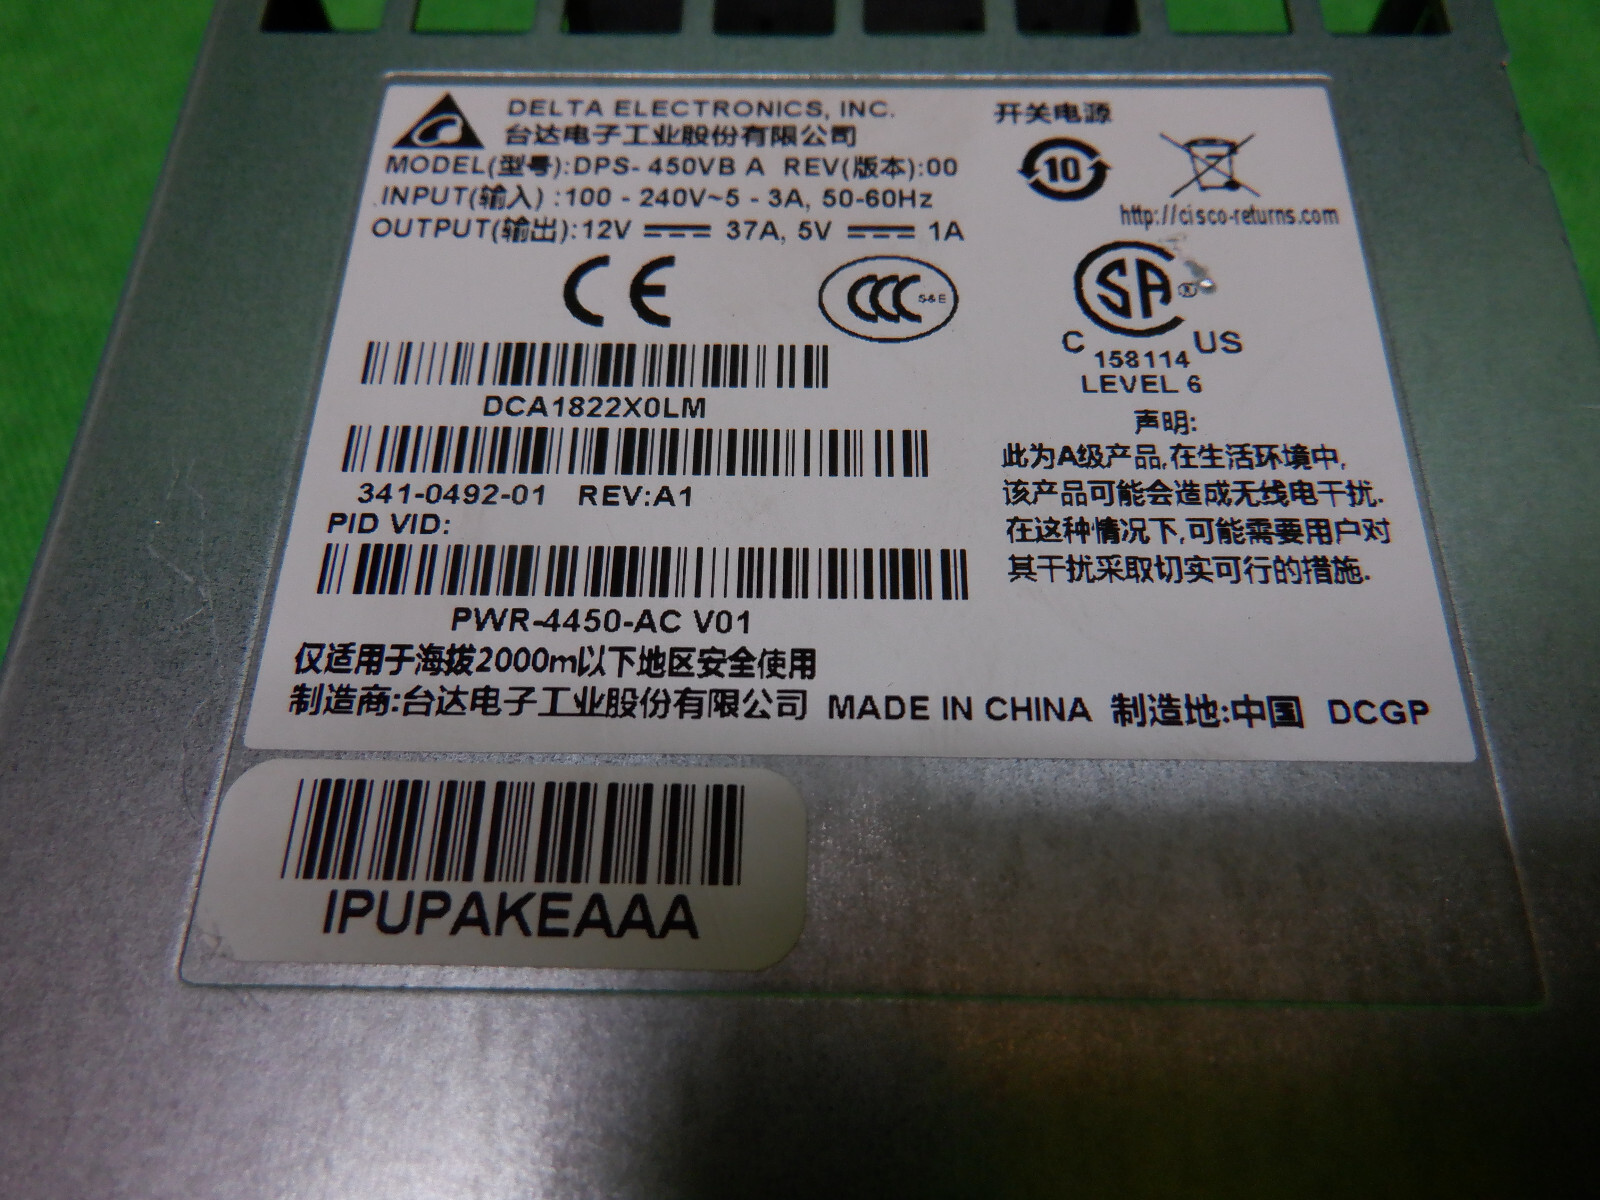 DELTA ELECTRONICS, INC.
台达电子工业股份有限公司
开关电源
MODEL(型号):DPS- 450VB A REV(版本):00
10
INPUT(输入) :100 - 240V~5 - 3A, 50-60Hz
http://cisco-returns.com
OUTPUT(输出):12V ⎓ 37A, 5V ⎓ 1A
CE
CCC S&E
SA ®
C US
158114
LEVEL 6
DCA1822X0LM
341-0492-01 REV:A1
PID VID:
PWR-4450-AC V01
声明:
此为A级产品,在生活环境中,
该产品可能会造成无线电干扰.
在这种情况下,可能需要用户对
其干扰采取切实可行的措施.
仅适用于海拔2000m以下地区安全使用
制造商:台达电子工业股份有限公司 MADE IN CHINA 制造地:中国 DCGP
IPUPAKEAAA